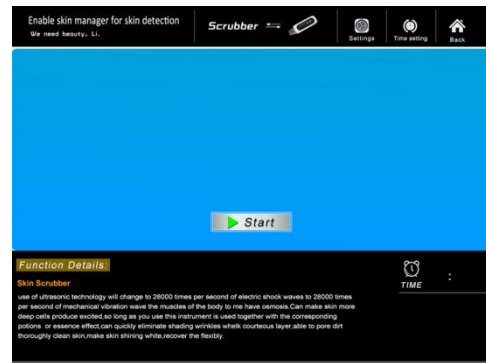 Enable skin manager for skin detection
We need beauty, Li.
Scrubber
Settings
Time setting
Back
Start
Function Details:
Skin Scrubber
use of ultrasonic technology will change to 28000 times per second of electric shock waves to 28000 times
per second of mechanical vibration wave the muscles of the body to me have osmosis.Can make skin more
deep cells produce excited,so long as you use this instrument is used together with the corresponding
potions or essence effect,can quickly eliminate shading wrinkles whelk courteous layer,able to pore dirt
thoroughly clean skin,make skin shining white,recover the flexibly.
TIME :